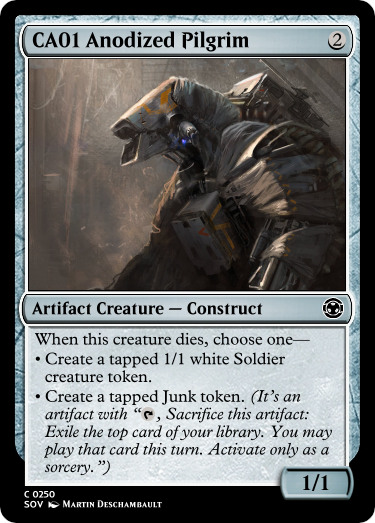 CA01 Anodized Pilgrim 2
Artifact Creature — Construct
When this creature dies, choose one—
• Create a tapped 1/1 white Soldier
creature token.
• Create a tapped Junk token. (It's an
artifact with “, Sacrifice this artifact:
Exile the top card of your library. You may
play that card this turn. Activate only as a
sorcery.”)
1/1
C 0250
SOV Martin Deschambault